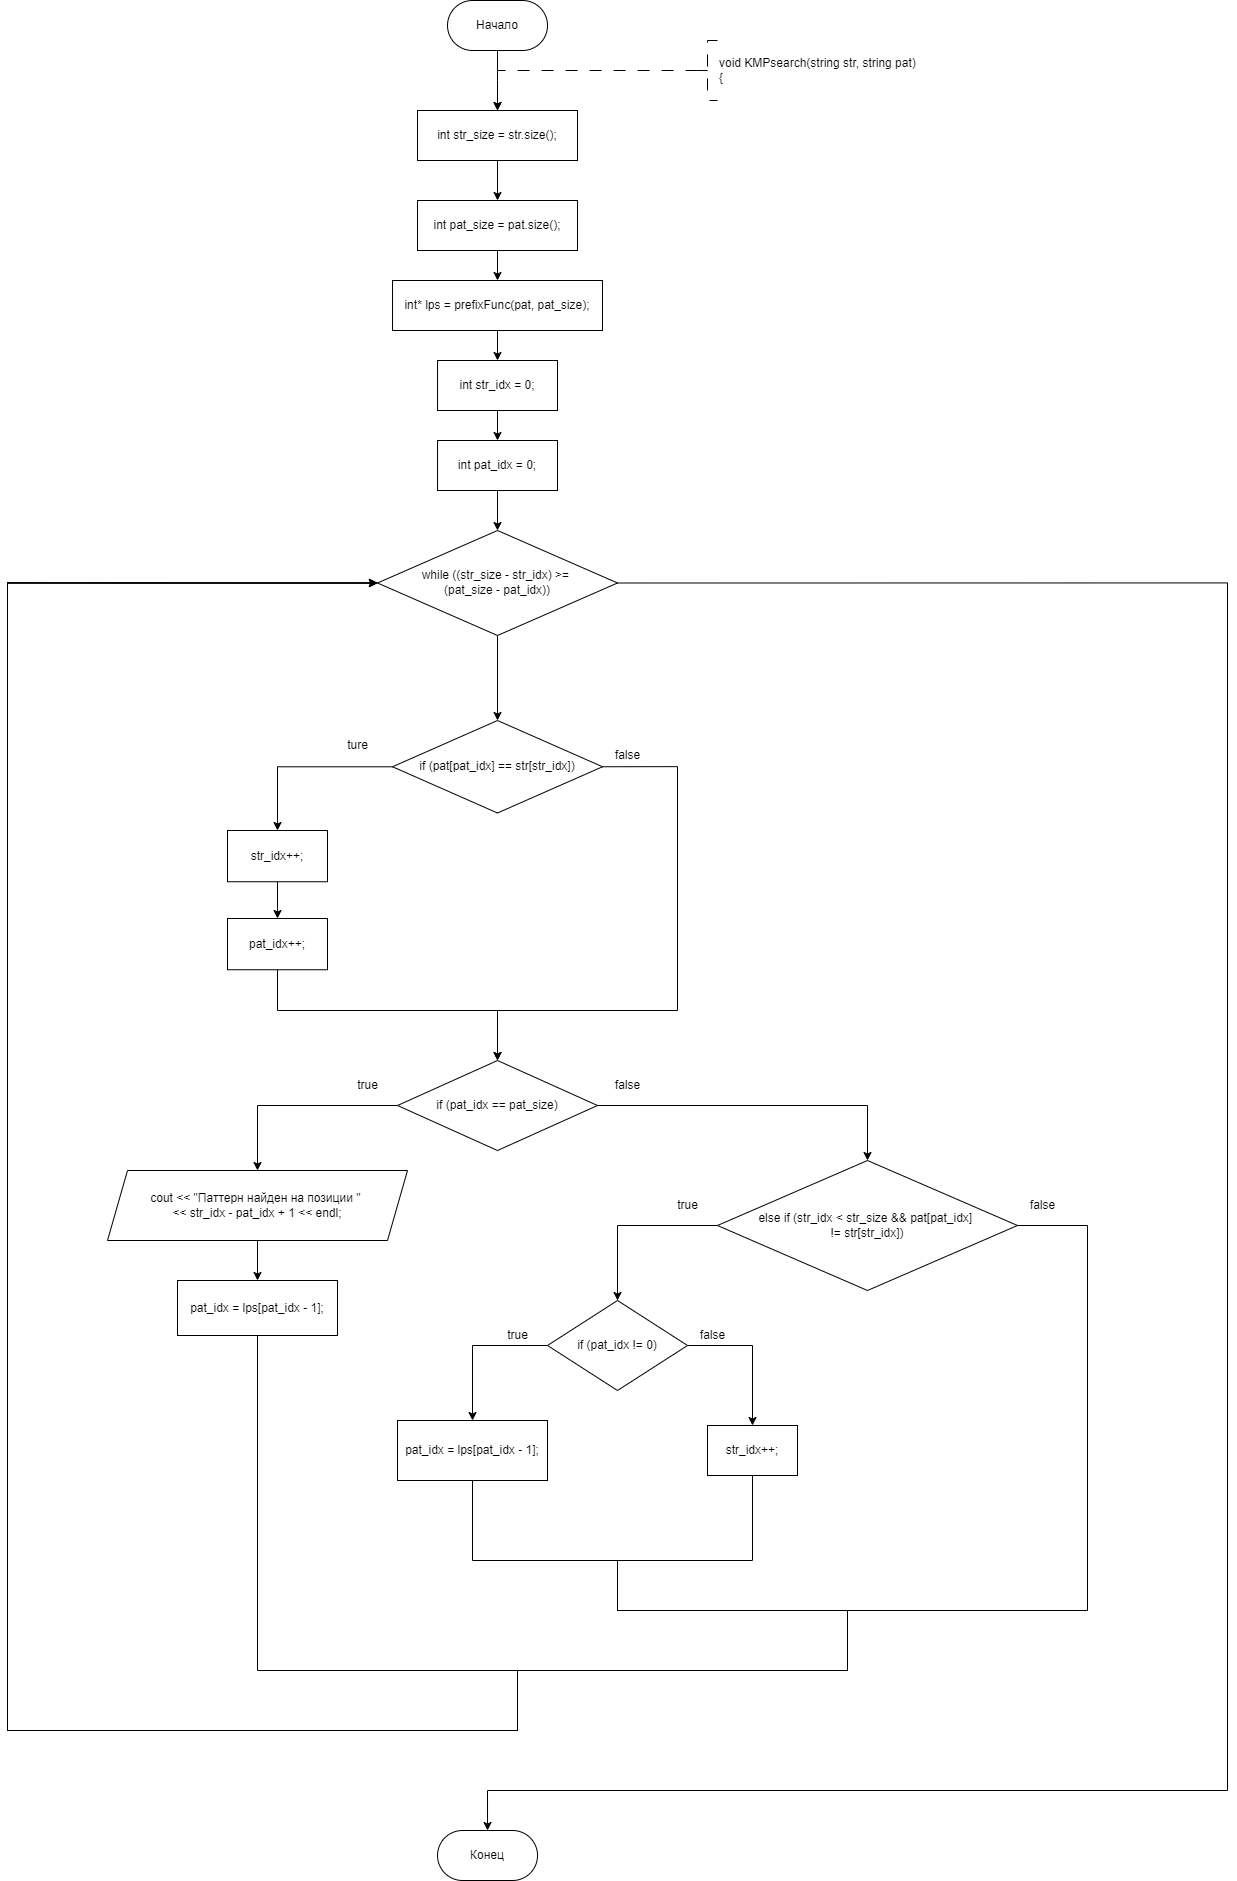 Начало
void KMPsearch(string str, string pat)
{
int str_size = str.size();
int pat_size = pat.size();
int* lps = prefixFunc(pat, pat_size);
int str_idx = 0;
int pat_idx = 0;
while ((str_size - str_idx) >=
(pat_size - pat_idx))
ture
if (pat[pat_idx] == str[str_idx])
false
str_idx++;
pat_idx++;
true
if (pat_idx == pat_size)
false
cout << "Паттерн найден на позиции "
<< str_idx - pat_idx + 1 << endl;
pat_idx = lps[pat_idx - 1];
true
else if (str_idx < str_size && pat[pat_idx]
!= str[str_idx])
false
true
if (pat_idx != 0)
false
pat_idx = lps[pat_idx - 1];
str_idx++;
Конец